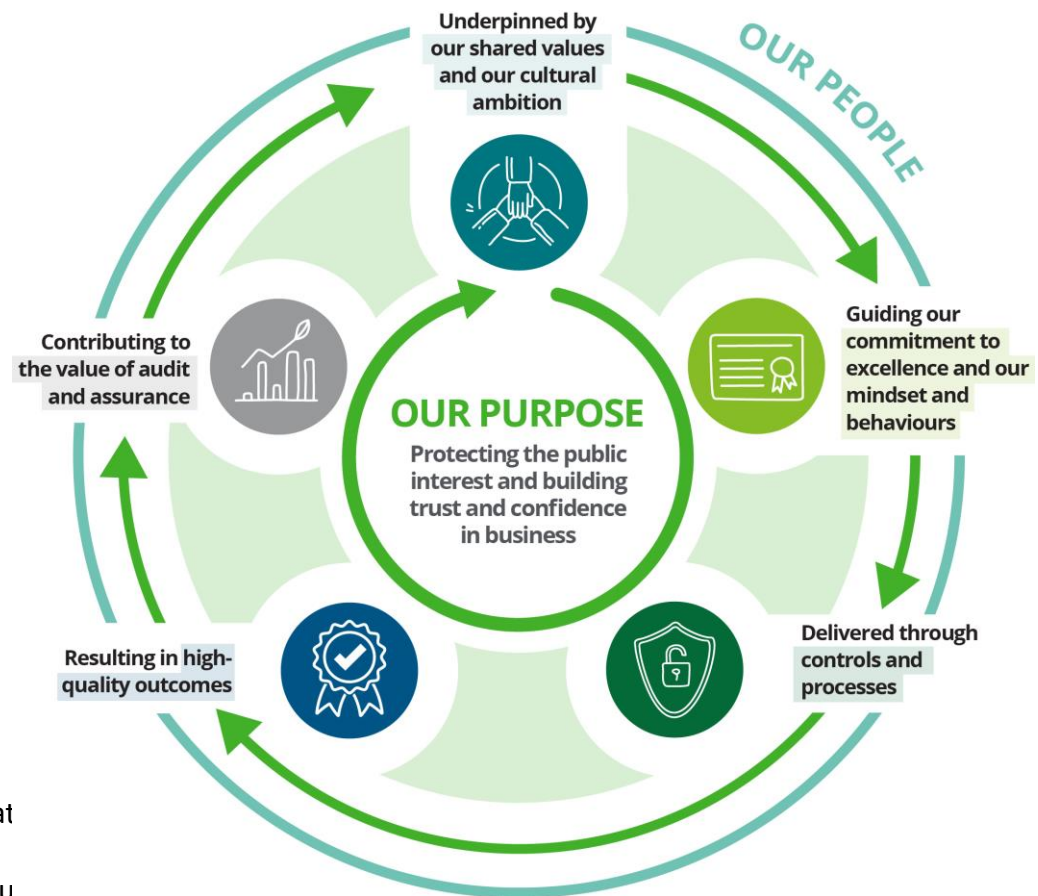 Underpinned by
our shared values
and our cultural
ambition
OUR PEOPLE
Guiding our
commitment to
excellence and our
mindset and
behaviours
Contributing to
the value of audit
and assurance
OUR PURPOSE
Protecting the public
interest and building
trust and confidence
in business
Delivered through
controls and
processes
Resulting in high-
quality outcomes